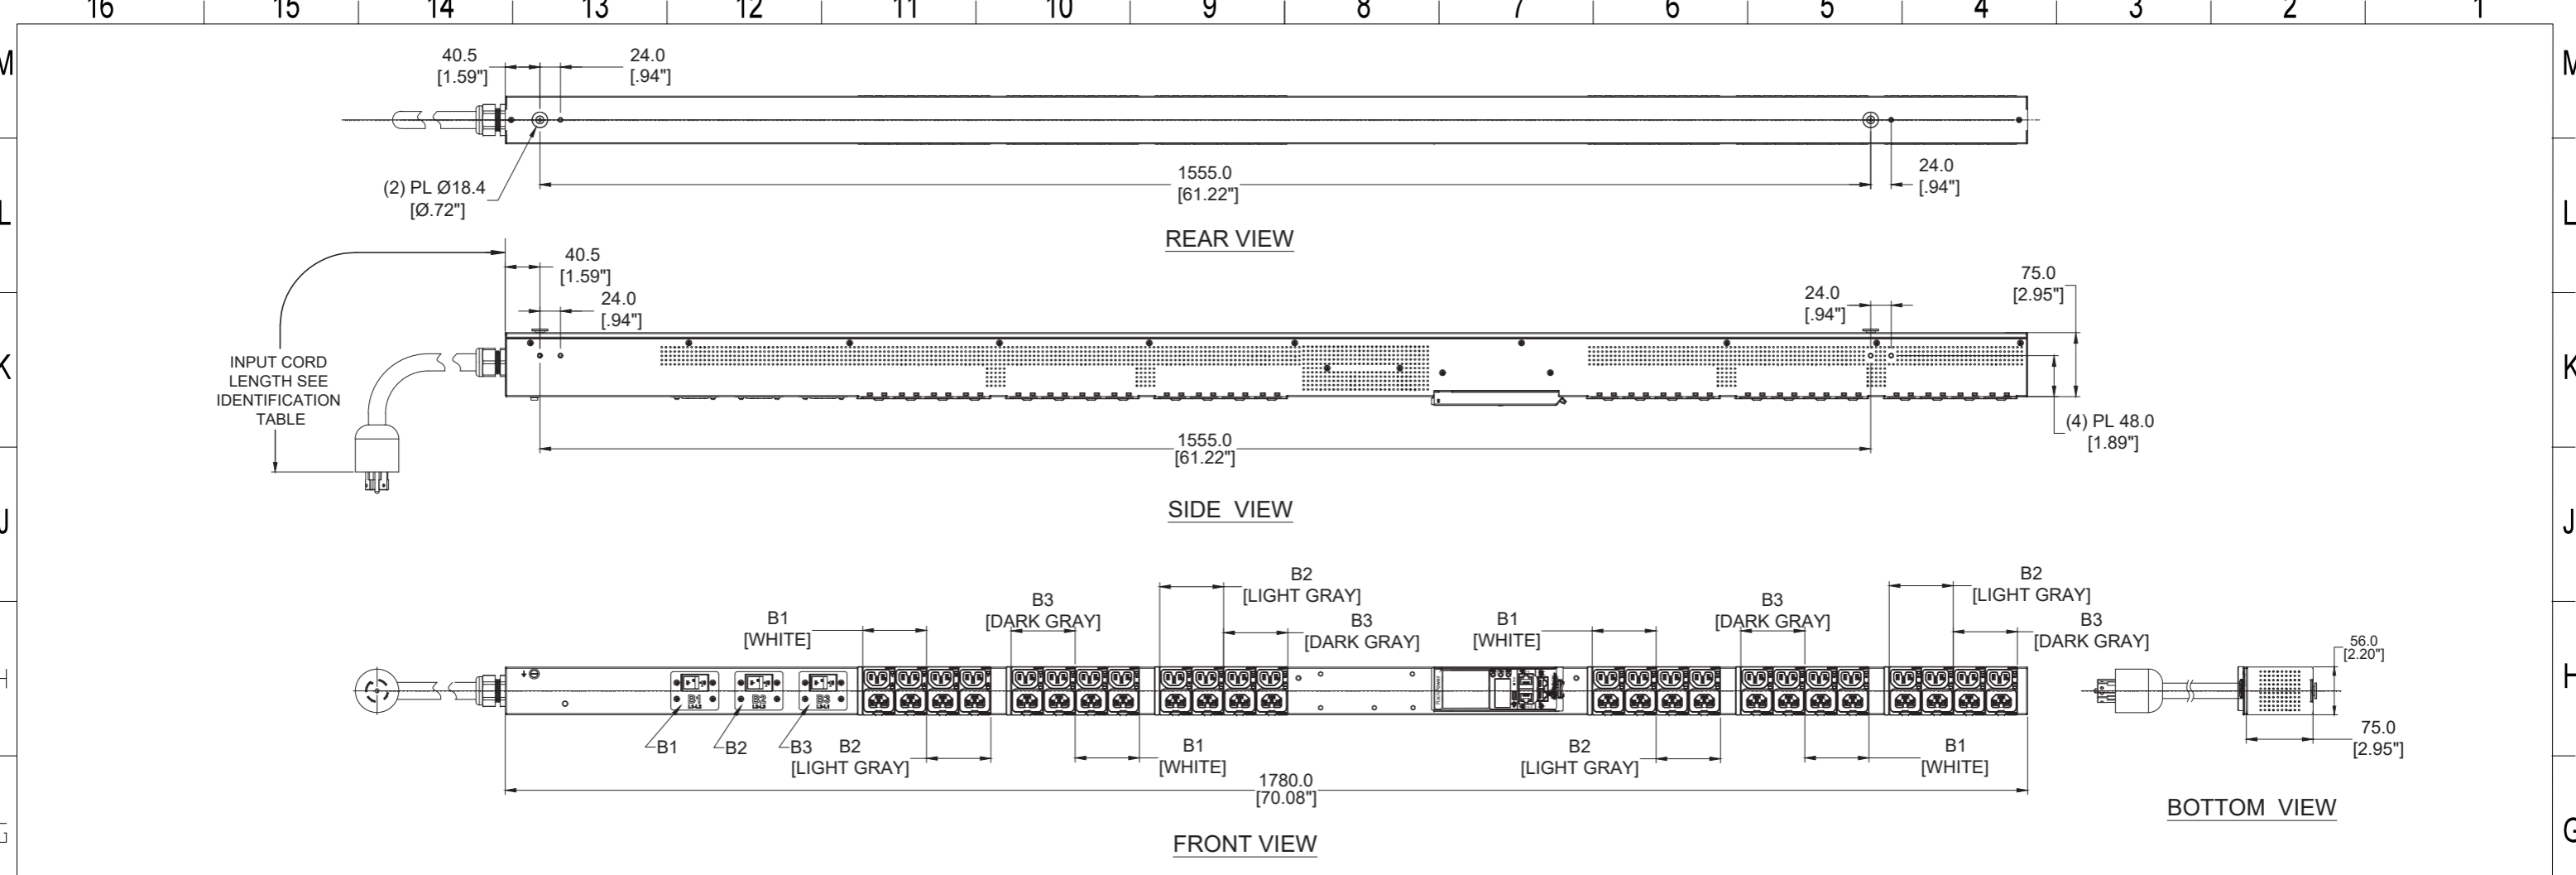 16 15 14 13 12 11 10 9 8 7 6 5 4 3 2 1
M
M
40.5
[1.59"]
24.0
[.94"]
(2) PL Ø18.4
[Ø.72"]
1555.0
[61.22"]
24.0
[.94"]
L
L
REAR VIEW
40.5
[1.59"]
24.0
[.94"]
24.0
[.94"]
75.0
[2.95"]
K
K
INPUT CORD
LENGTH SEE
IDENTIFICATION
TABLE
(4) PL 48.0
[1.89"]
1555.0
[61.22"]
SIDE VIEW
J
J
B1
[WHITE]
B3
[DARK GRAY]
B2
[LIGHT GRAY]
B3
[DARK GRAY]
B1
[WHITE]
B3
[DARK GRAY]
B2
[LIGHT GRAY]
B3
[DARK GRAY]
56.0
[2.20"]
H
H
B1
B2
B3
B1
B2
B3
B2
[LIGHT GRAY]
B1
[WHITE]
B2
[LIGHT GRAY]
B1
[WHITE]
75.0
[2.95"]
1780.0
[70.08"]
BOTTOM VIEW
FRONT VIEW
G